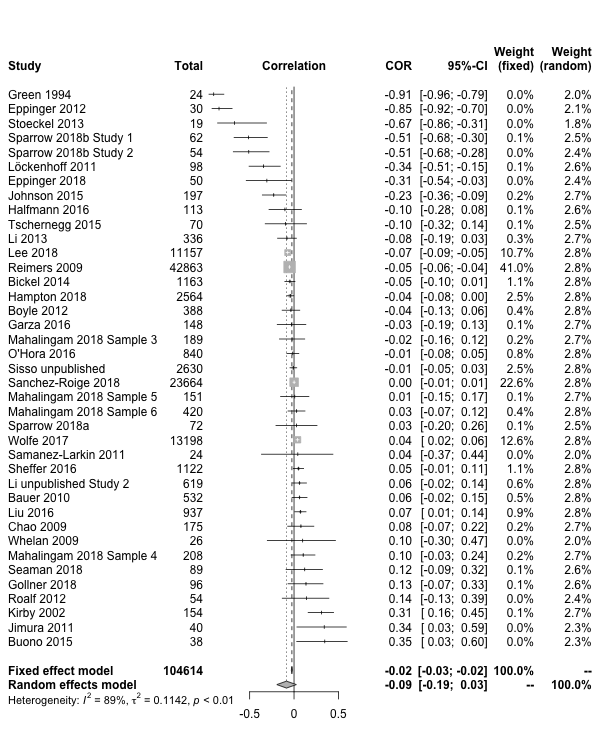 Weight Weight
Study Total Correlation COR 95%-CI (fixed) (random)
Green 1994 24 -0.91 [-0.96; -0.79] 0.0% 2.0%
Eppinger 2012 30 -0.85 [-0.92; -0.70] 0.0% 2.1%
Stoeckel 2013 19 -0.67 [-0.86; -0.31] 0.0% 1.8%
Sparrow 2018b Study 1 62 -0.51 [-0.68; -0.30] 0.1% 2.5%
Sparrow 2018b Study 2 54 -0.51 [-0.68; -0.28] 0.0% 2.4%
Löckenhoff 2011 98 -0.34 [-0.51; -0.15] 0.1% 2.6%
Eppinger 2018 50 -0.31 [-0.54; -0.03] 0.0% 2.4%
Johnson 2015 197 -0.23 [-0.36; -0.09] 0.2% 2.7%
Halfmann 2016 113 -0.10 [-0.28; 0.08] 0.1% 2.6%
Tschernegg 2015 70 -0.10 [-0.32; 0.14] 0.1% 2.5%
Li 2013 336 -0.08 [-0.19; 0.03] 0.3% 2.7%
Lee 2018 11157 -0.07 [-0.09; -0.05] 10.7% 2.8%
Reimers 2009 42863 -0.05 [-0.06; -0.04] 41.0% 2.8%
Bickel 2014 1163 -0.05 [-0.10; 0.01] 1.1% 2.8%
Hampton 2018 2564 -0.04 [-0.08; 0.00] 2.5% 2.8%
Boyle 2012 388 -0.04 [-0.13; 0.06] 0.4% 2.8%
Garza 2016 148 -0.03 [-0.19; 0.13] 0.1% 2.7%
Mahalingam 2018 Sample 3 189 -0.02 [-0.16; 0.12] 0.2% 2.7%
O'Hora 2016 840 -0.01 [-0.08; 0.05] 0.8% 2.8%
Sisso unpublished 2630 -0.01 [-0.05; 0.03] 2.5% 2.8%
Sanchez-Roige 2018 23664 0.00 [-0.01; 0.01] 22.6% 2.8%
Mahalingam 2018 Sample 5 151 0.01 [-0.15; 0.17] 0.1% 2.7%
Mahalingam 2018 Sample 6 420 0.03 [-0.07; 0.12] 0.4% 2.8%
Sparrow 2018a 72 0.03 [-0.20; 0.26] 0.1% 2.5%
Wolfe 2017 13198 0.04 [ 0.02; 0.06] 12.6% 2.8%
Samanez-Larkin 2011 24 0.04 [-0.37; 0.44] 0.0% 2.0%
Sheffer 2016 1122 0.05 [-0.01; 0.11] 1.1% 2.8%
Li unpublished Study 2 619 0.06 [-0.02; 0.14] 0.6% 2.8%
Bauer 2010 532 0.06 [-0.02; 0.15] 0.5% 2.8%
Liu 2016 937 0.07 [ 0.01; 0.14] 0.9% 2.8%
Chao 2009 175 0.08 [-0.07; 0.22] 0.2% 2.7%
Whelan 2009 26 0.10 [-0.30; 0.47] 0.0% 2.0%
Mahalingam 2018 Sample 4 208 0.10 [-0.03; 0.24] 0.2% 2.7%
Seaman 2018 89 0.12 [-0.09; 0.32] 0.1% 2.6%
Gollner 2018 96 0.13 [-0.07; 0.33] 0.1% 2.6%
Roalf 2012 54 0.14 [-0.13; 0.39] 0.0% 2.4%
Kirby 2002 154 0.31 [ 0.16; 0.45] 0.1% 2.7%
Jimura 2011 40 0.34 [ 0.03; 0.59] 0.0% 2.3%
Buono 2015 38 0.35 [ 0.03; 0.60] 0.0% 2.3%
Fixed effect model 104614 -0.02 [-0.03; -0.02] 100.0% --
Random effects model -0.09 [-0.19; 0.03] -- 100.0%
Heterogeneity: I² = 89%, τ² = 0.1142, p < 0.01
-0.5 0 0.5